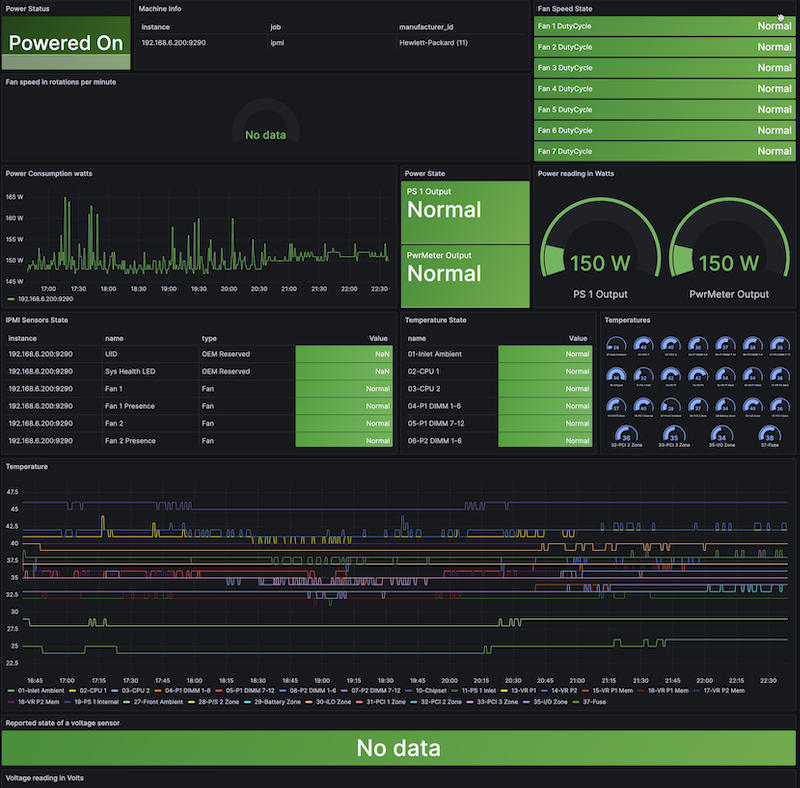 Power Status
Powered On
Machine Info
instance job manufacturer_id
192.168.6.200:9290 ipmi Hewlett-Packard (11)
Fan Speed State
Fan 1 DutyCycle Normal
Fan 2 DutyCycle Normal
Fan 3 DutyCycle Normal
Fan 4 DutyCycle Normal
Fan 5 DutyCycle Normal
Fan 6 DutyCycle Normal
Fan 7 DutyCycle Normal
Fan speed in rotations per minute
No data
Power Consumption watts
165 W
160 W
155 W
150 W
145 W
17:00 17:30 18:00 18:30 19:00 19:30 20:00 20:30 21:00 21:30 22:00 22:30
192.168.6.200:9290
Power State
PS 1 Output
Normal
PwrMeter Output
Normal
Power reading in Watts
150 W 150 W
PS 1 Output PwrMeter Output
IPMI Sensors State
instance name type Value
192.168.6.200:9290 UID OEM Reserved NaN
192.168.6.200:9290 Sys Health LED OEM Reserved NaN
192.168.6.200:9290 Fan 1 Fan Normal
192.168.6.200:9290 Fan 1 Presence Fan Normal
192.168.6.200:9290 Fan 2 Fan Normal
192.168.6.200:9290 Fan 2 Presence Fan Normal
Temperature State
name Value
01-Inlet Ambient Normal
02-CPU 1 Normal
03-CPU 2 Normal
04-P1 DIMM 1-6 Normal
05-P1 DIMM 7-12 Normal
06-P2 DIMM 1-6 Normal
Temperatures
36 35 34 38
32-PCI 2 Zone 33-PCI 3 Zone 35-I/O Zone 37-Fuse
Temperature
47.5
45
42.5
40
37.5
35
32.5
30
27.5
25
22.5
16:45 17:00 17:15 17:30 17:45 18:00 18:15 18:30 18:45 19:00 19:15 19:30 19:45 20:00 20:15 20:30 20:45 21:00 21:15 21:30 21:45 22:00 22:15 22:30
01-Inlet Ambient 02-CPU 1 03-CPU 2 04-P1 DIMM 1-6 05-P1 DIMM 7-12 06-P2 DIMM 1-6 07-P2 DIMM 7-12 10-Chipset 11-PS 1 Inlet 13-VR P1 14-VR P2 15-VR P1 Mem 16-VR P1 Mem 17-VR P2 Mem
18-VR P2 Mem 19-PS 1 Internal 27-Front Ambient 28-P/S 2 Zone 29-Battery Zone 30-iLO Zone 31-PCI 1 Zone 32-PCI 2 Zone 33-PCI 3 Zone 35-I/O Zone 37-Fuse
Reported state of a voltage sensor
No data
Voltage reading in Volts